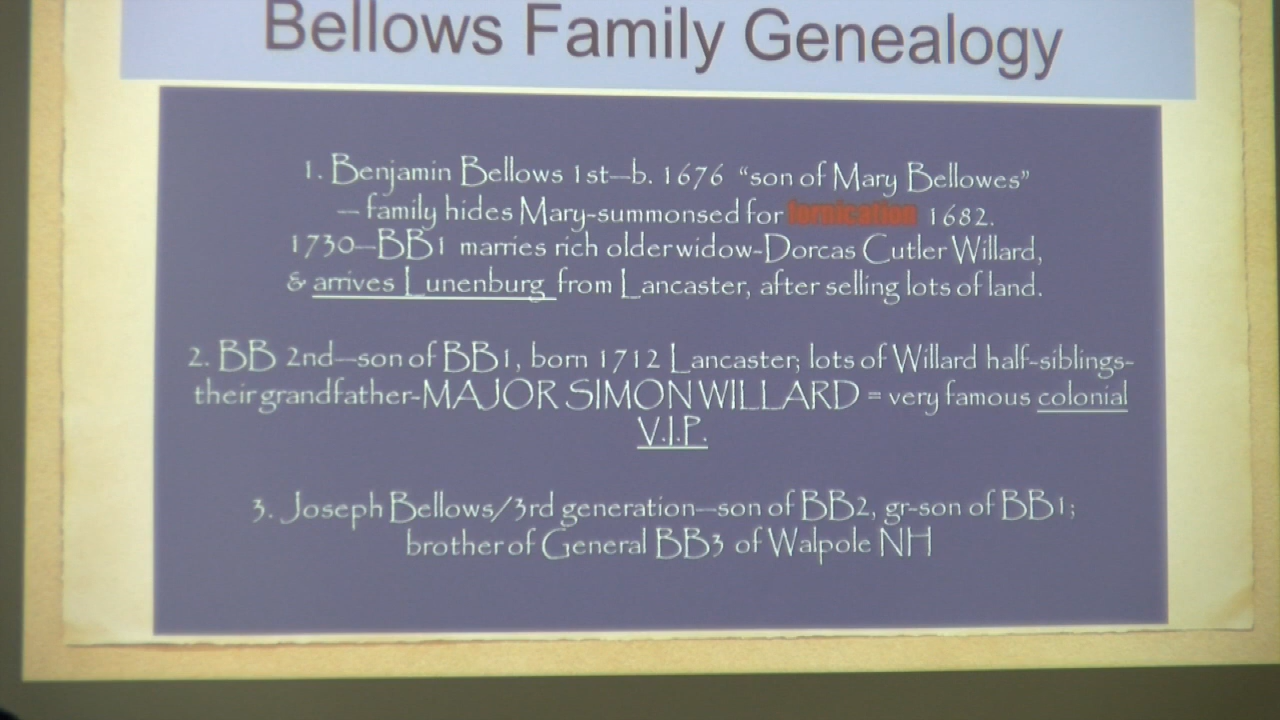 Bellows Family Genealogy
1. Benjamin Bellows 1st—b. 1676 “son of Mary Bellowes”
— family hides Mary-summonsed for fornication 1682.
1730—BB1 marries rich older widow-Dorcas Cutler Willard,
& arrives Lunenburg from Lancaster, after selling lots of land.
2. BB 2nd—son of BB1, born 1712 Lancaster; lots of Willard half-siblings-
their grandfather-MAJOR SIMON WILLARD = very famous colonial
V.I.P.
3. Joseph Bellows/3rd generation—son of BB2, gr-son of BB1;
brother of General BB3 of Walpole NH